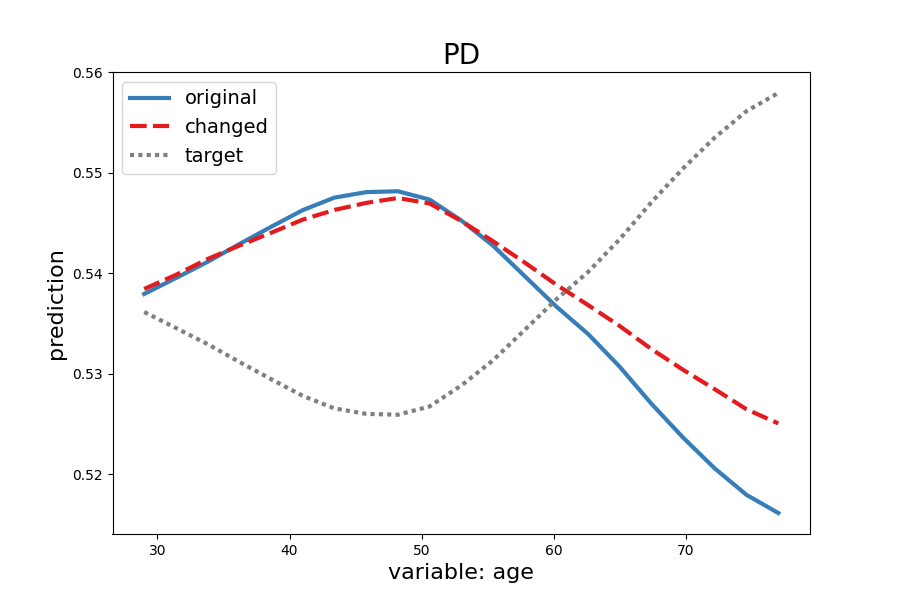 PD
original
changed
target
0.56
0.55
0.54
0.53
0.52
prediction
30 40 50 60 70
variable: age